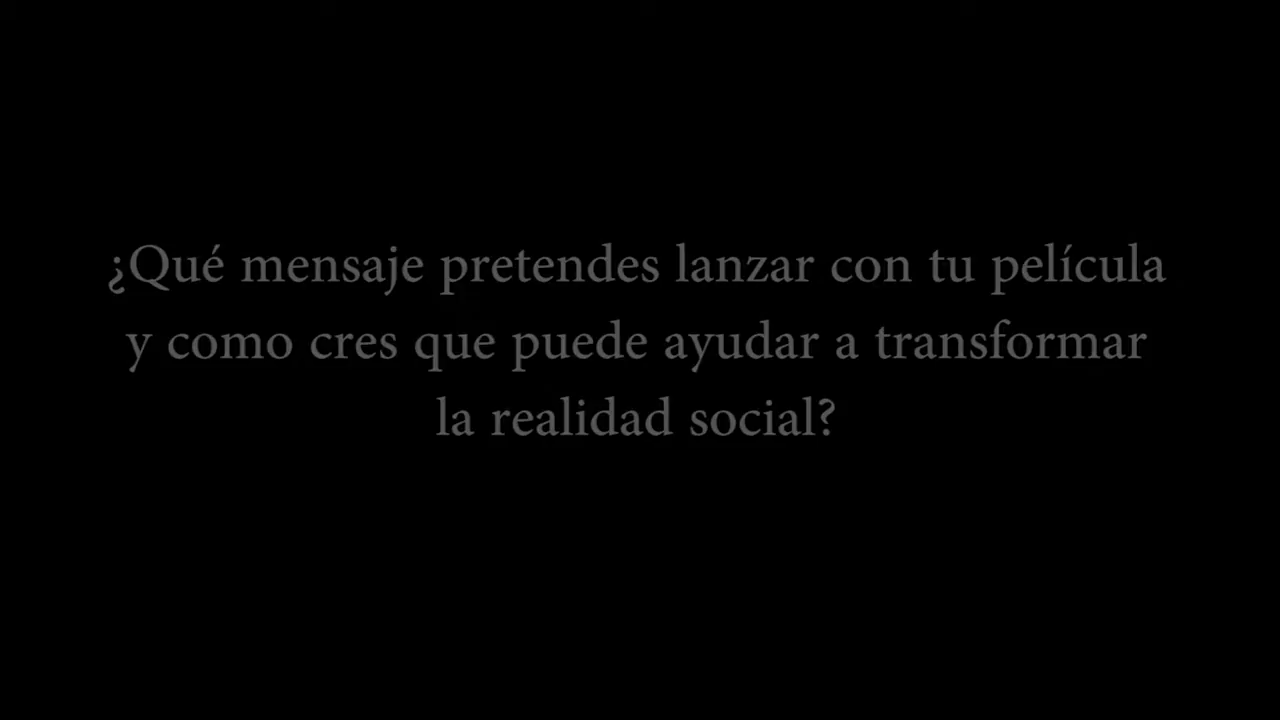 ¿Qué mensaje pretendes lanzar con tu película
y como cres que puede ayudar a transformar
la realidad social?